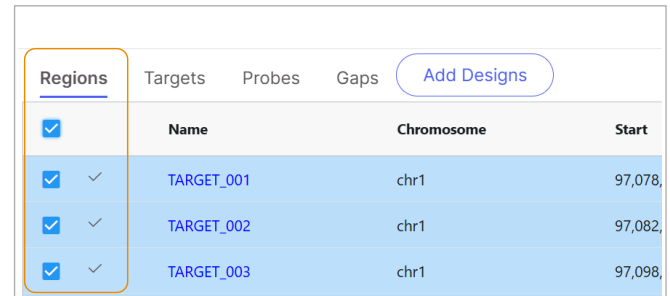 Regions Targets Probes Gaps Add Designs
Name Chromosome Start
TARGET_001 chr1 97,078,
TARGET_002 chr1 97,082,
TARGET_003 chr1 97,098,